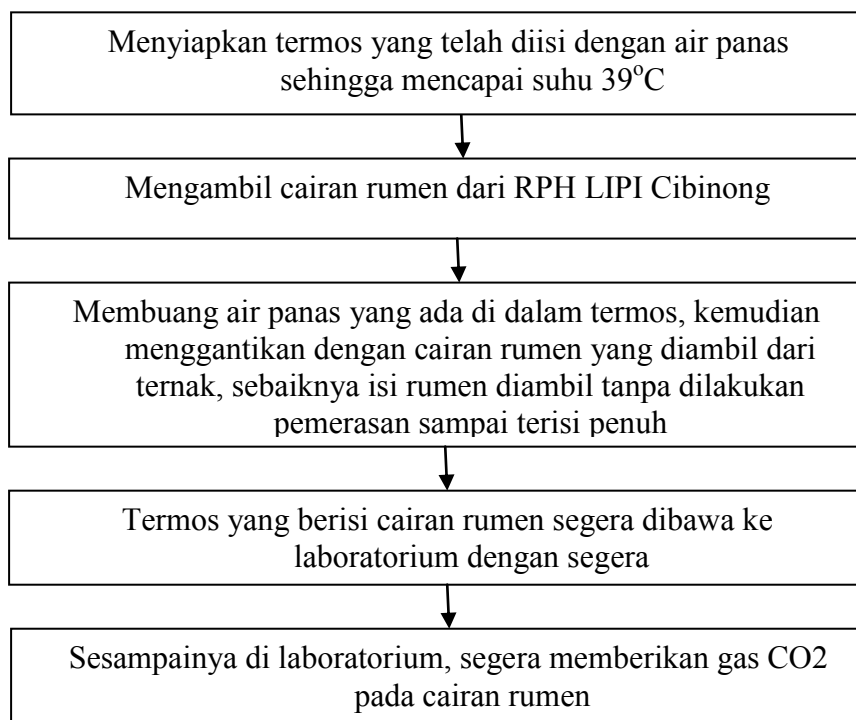 Menyiapkan termos yang telah diisi dengan air panas
sehingga mencapai suhu 39°C
Mengambil cairan rumen dari RPH LIPI Cibinong
Membuang air panas yang ada di dalam termos, kemudian
menggantikan dengan cairan rumen yang diambil dari
ternak, sebaiknya isi rumen diambil tanpa dilakukan
pemerasan sampai terisi penuh
Termos yang berisi cairan rumen segera dibawa ke
laboratorium dengan segera
Sesampainya di laboratorium, segera memberikan gas CO2
pada cairan rumen